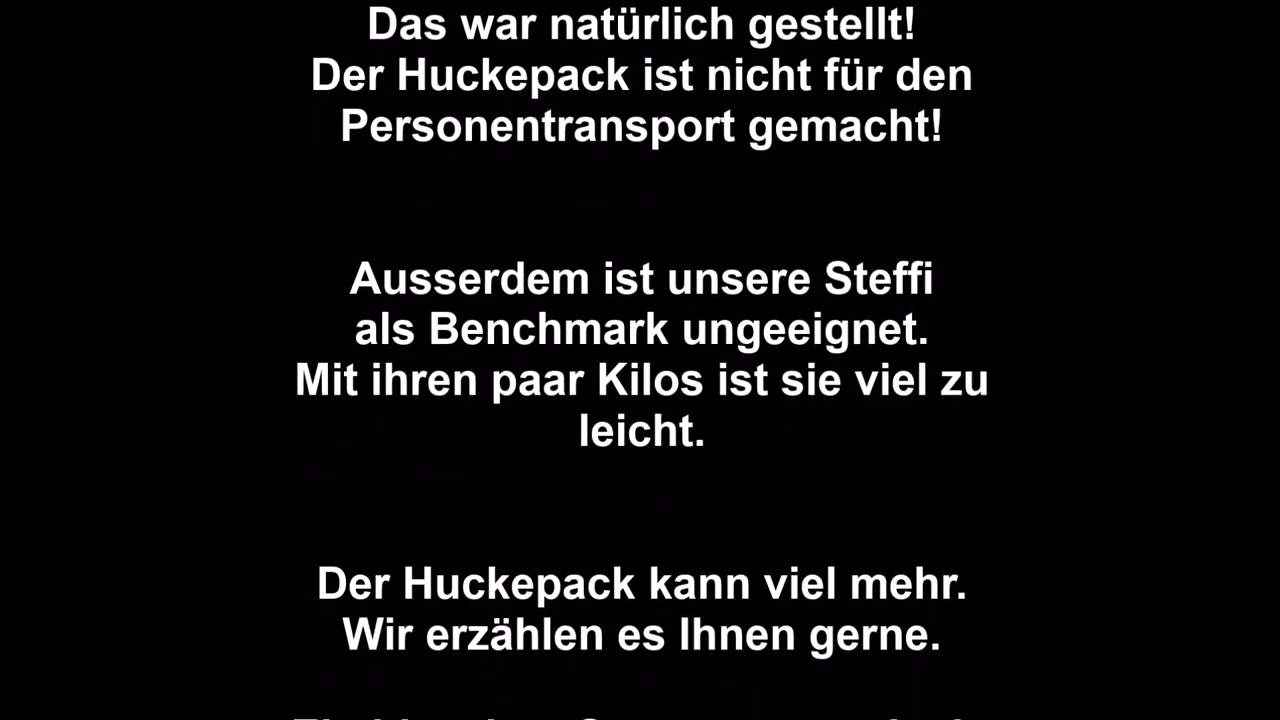 Das war natürlich gestellt!
Der Huckepack ist nicht für den
Personentransport gemacht!
Ausserdem ist unsere Steffi
als Benchmark ungeeignet.
Mit ihren paar Kilos ist sie viel zu
leicht.
Der Huckepack kann viel mehr.
Wir erzählen es Ihnen gerne.